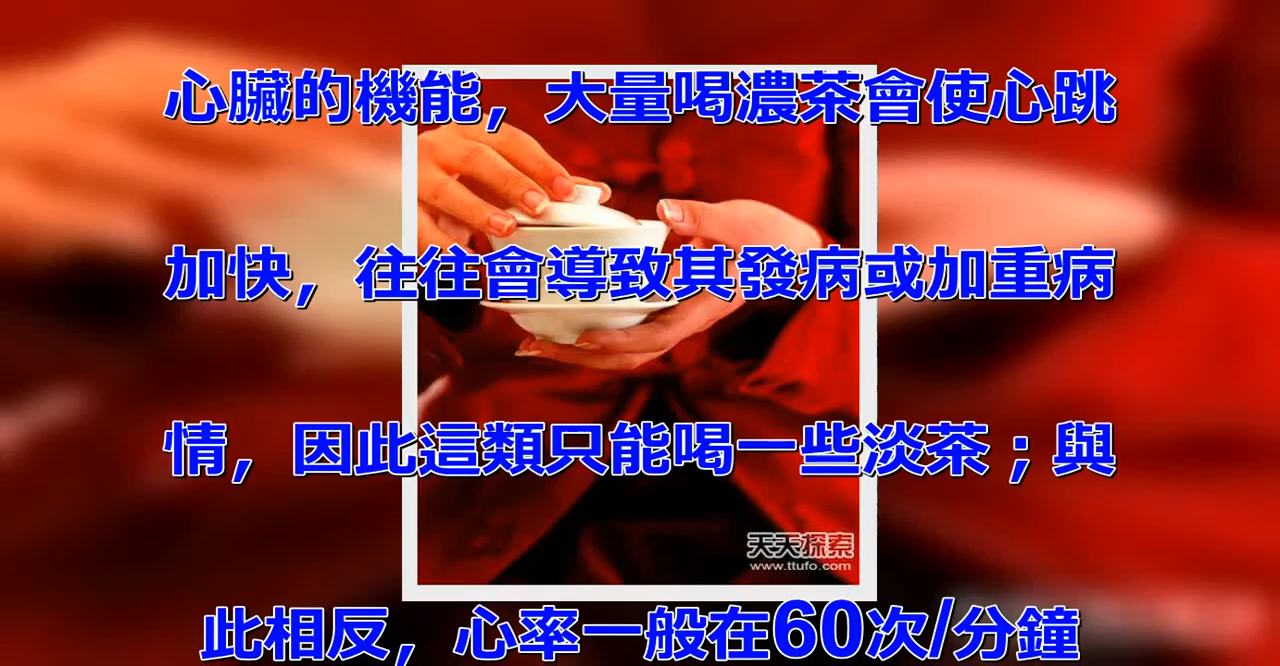 心臟的機能，大量喝濃茶會使心跳
加快，往往會導致其發病或加重病
情，因此這類只能喝一些淡茶；與
天天探索
www.ttufo.com
此相反，心率一般在60次/分鐘